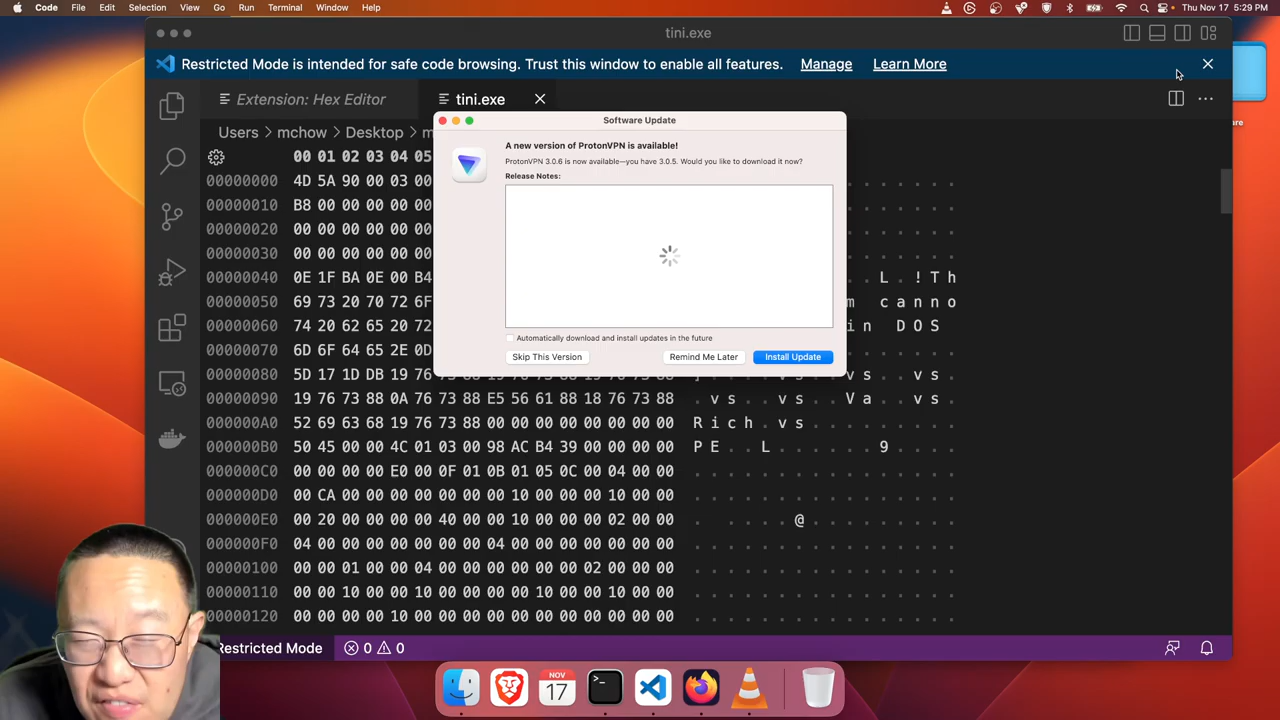 Code File Edit Selection View Go Run Terminal Window Help Thu Nov 17 5:29 PM
tini.exe
Restricted Mode is intended for safe code browsing. Trust this window to enable all features. Manage Learn More
Extension: Hex Editor tini.exe
Users > mchow > Desktop > m
00 01 02 03 04 05
00000000 4D 5A 90 00 03 00
00000010 B8 00 00 00 00 00
00000020 00 00 00 00 00 00
00000030 00 00 00 00 00 00
00000040 0E 1F BA 0E 00 B4 L . ! T h
00000050 69 73 20 70 72 6F m c a n n o
00000060 74 20 62 65 20 72 i n D O S
00000070 6D 6F 64 65 2E 0D
00000080 5D 17 1D DB 19 76 73 88 19 76 73 88 19 76 73 88 ] . . . . v s . . v s . . v s .
00000090 19 76 73 88 0A 76 73 88 E5 56 61 88 18 76 73 88 . v s . . v s . . V a . . v s .
000000A0 52 69 63 68 19 76 73 88 00 00 00 00 00 00 00 00 R i c h . v s . . . . . . . . .
000000B0 50 45 00 00 4C 01 03 00 98 AC B4 39 00 00 00 00 P E . . L . . . . . . 9 . . . .
000000C0 00 00 00 00 E0 00 0F 01 0B 01 05 0C 00 04 00 00 . . . . . . . . . . . . . . . .
000000D0 00 CA 00 00 00 00 00 00 00 10 00 00 00 10 00 00 . . . . . . . . . . . . . . . .
000000E0 00 20 00 00 00 00 40 00 00 10 00 00 00 02 00 00 . . . . . @ . . . . . . . . .
000000F0 04 00 00 00 00 00 00 00 04 00 00 00 00 00 00 00 . . . . . . . . . . . . . . . .
00000100 00 00 01 00 00 04 00 00 00 00 00 00 02 00 00 00 . . . . . . . . . . . . . . . .
00000110 00 00 10 00 00 10 00 00 00 00 10 00 00 10 00 00 . . . . . . . . . . . . . . . .
00000120 00 00 00 00 10 00 00 00 00 00 00 00 00 00 00 00 . . . . . . . . . . . . . . . .
Software Update
A new version of ProtonVPN is available!
ProtonVPN 3.0.6 is now available—you have 3.0.5. Would you like to download it now?
Release Notes:
Automatically download and install updates in the future
Skip This Version Remind Me Later Install Update
Restricted Mode 0 0
NOV
17